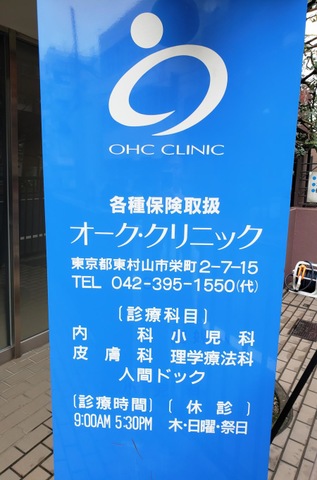 OHC CLINIC
各種保険取扱
オーク・クリニック
東京都東村山市栄町2-7-15
TEL 042-395-1550(代)
〔診療科目〕
内科 小児科
皮膚科 理学療法科
人間ドック
〔診療時間〕 〔休診〕
9:00AM 5:30PM 木・日曜・祭日